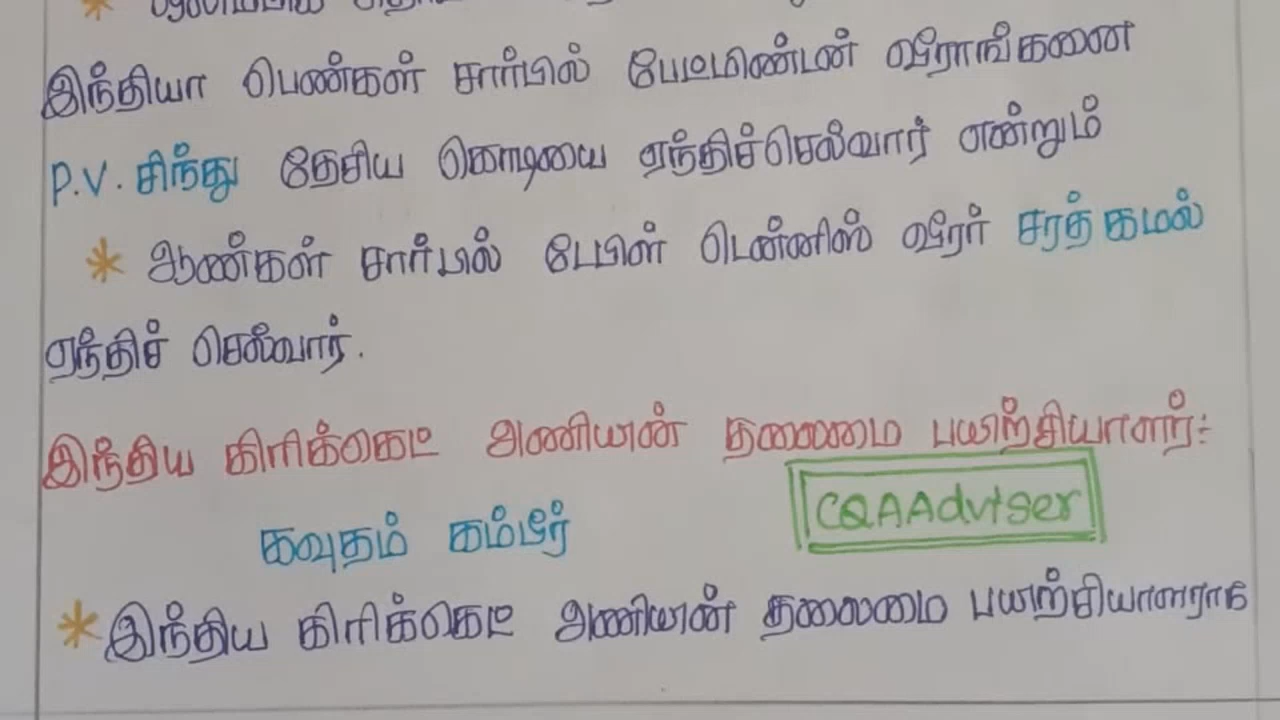 இந்தியா பெண்கள் சார்பில் பேட்மிண்டன் வீராங்கனை
P.V. சிந்து தேசிய கொடியை ஏந்திச்செல்வார் என்றும்
* ஆண்கள் சார்பில் டேபிள் டென்னிஸ் வீரர் சரத் கமல்
ஏந்திச் செல்வார்.
இந்திய கிரிக்கெட் அணியின் தலைமை பயிற்சியாளர்:-
கவுதம் கம்பீர்
CQAAdviser
* இந்திய கிரிக்கெட் அணியின் தலைமை பயிற்சியாளராக